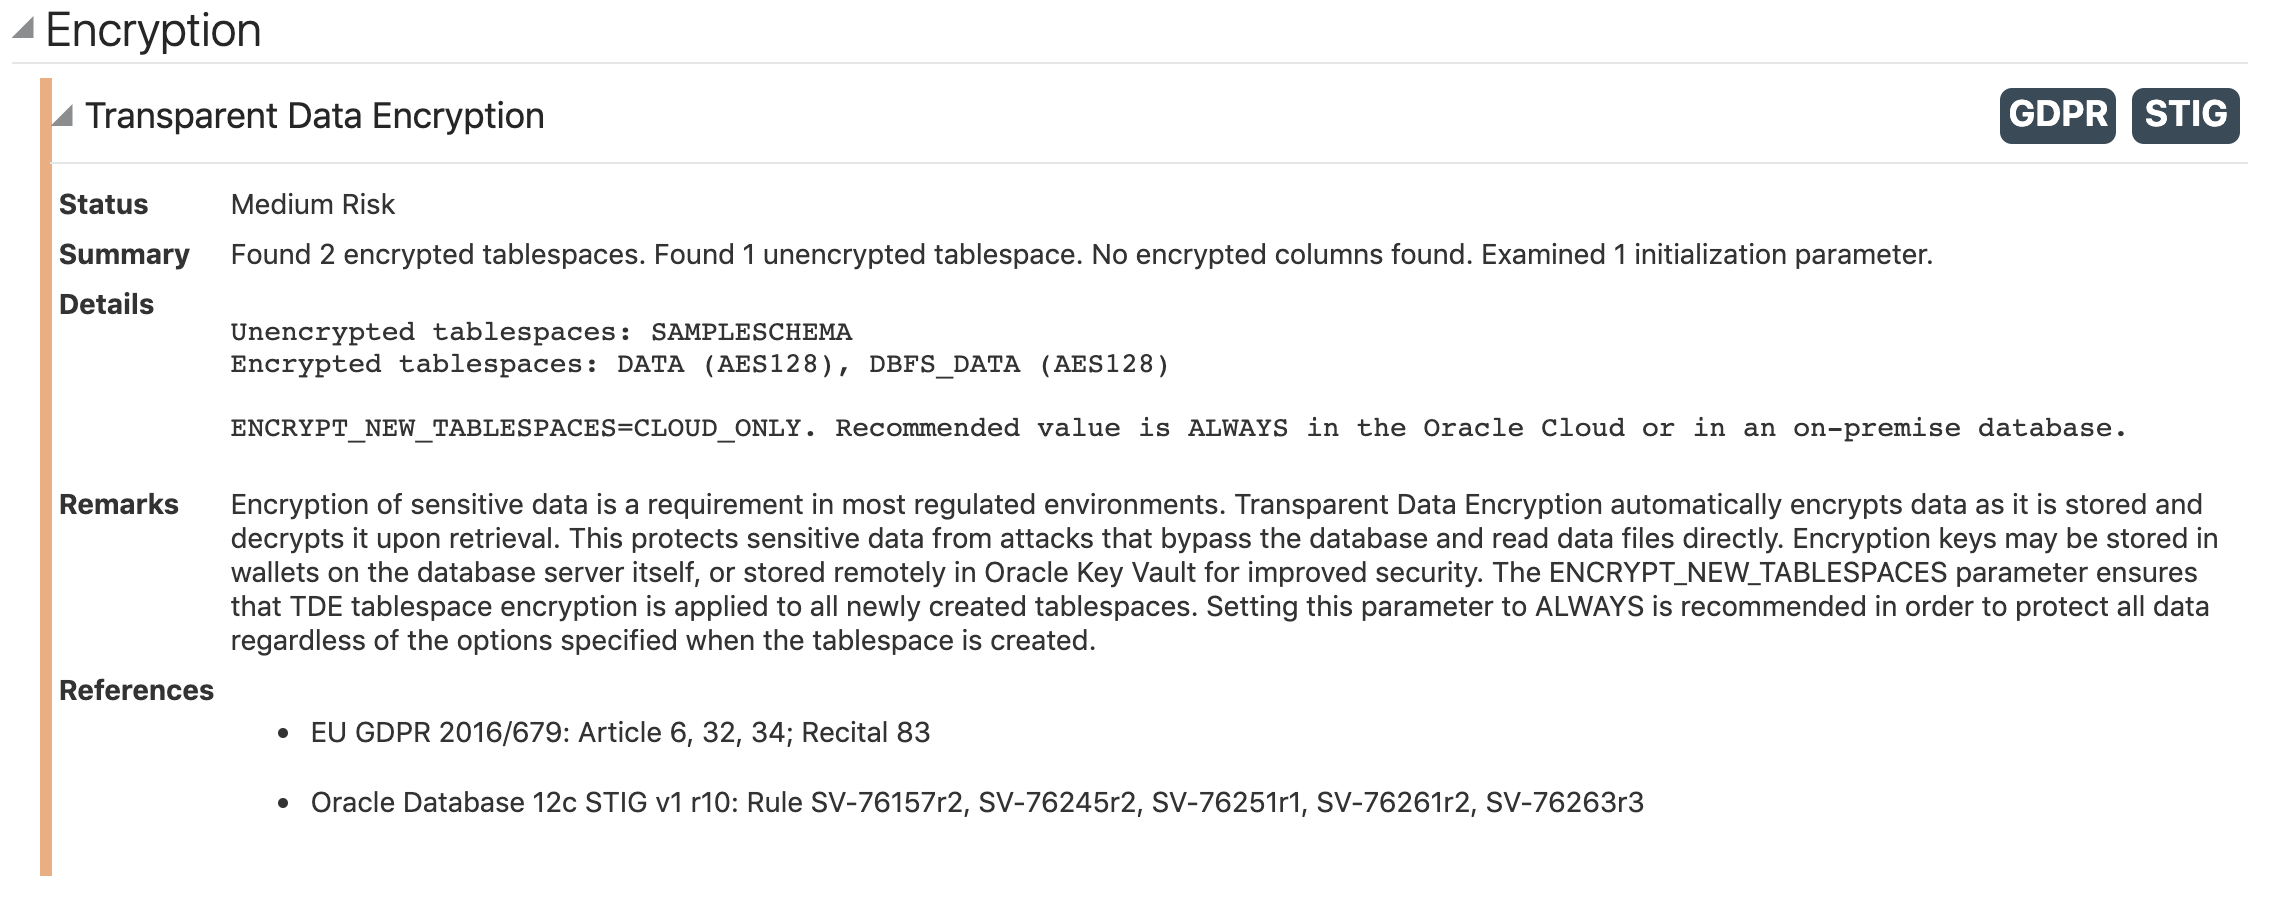 Encryption
Transparent Data Encryption
GDPR STIG
Status Medium Risk
Summary Found 2 encrypted tablespaces. Found 1 unencrypted tablespace. No encrypted columns found. Examined 1 initialization parameter.
Details
Unencrypted tablespaces: SAMPLESCHEMA
Encrypted tablespaces: DATA (AES128), DBFS_DATA (AES128)
ENCRYPT_NEW_TABLESPACES=CLOUD_ONLY. Recommended value is ALWAYS in the Oracle Cloud or in an on-premise database.
Remarks Encryption of sensitive data is a requirement in most regulated environments. Transparent Data Encryption automatically encrypts data as it is stored and
decrypts it upon retrieval. This protects sensitive data from attacks that bypass the database and read data files directly. Encryption keys may be stored in
wallets on the database server itself, or stored remotely in Oracle Key Vault for improved security. The ENCRYPT_NEW_TABLESPACES parameter ensures
that TDE tablespace encryption is applied to all newly created tablespaces. Setting this parameter to ALWAYS is recommended in order to protect all data
regardless of the options specified when the tablespace is created.
References
• EU GDPR 2016/679: Article 6, 32, 34; Recital 83
• Oracle Database 12c STIG v1 r10: Rule SV-76157r2, SV-76245r2, SV-76251r1, SV-76261r2, SV-76263r3